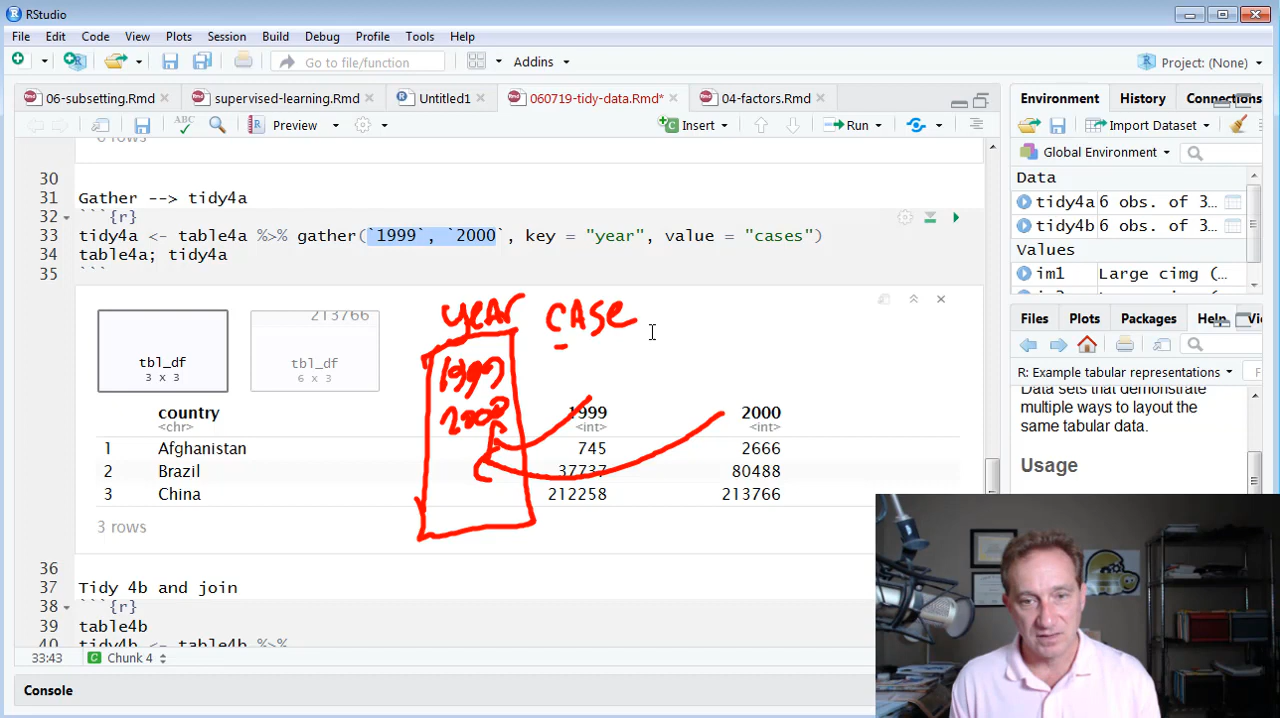 RStudio
File Edit Code View Plots Session Build Debug Profile Tools Help
Go to file/function Addins Project: (None)
06-subsetting.Rmd supervised-learning.Rmd Untitled1 060719-tidy-data.Rmd* 04-factors.Rmd
ABC Preview Insert Run
30
31 Gather --> tidy4a
32 ```{r}
33 tidy4a <- table4a %>% gather(`1999`, `2000`, key = "year", value = "cases")
34 table4a; tidy4a
35 ```
year case
1999
2000
tbl_df
3 x 3
213766
tbl_df
6 x 3
country 1999 2000
<chr> <int> <int>
1 Afghanistan 745 2666
2 Brazil 37737 80488
3 China 212258 213766
3 rows
36
37 Tidy 4b and join
38 ```{r}
39 table4b
40 tidy4b <- table4b %>%
33:43 Chunk 4
Console
Environment History Connections
Import Dataset
Global Environment
Data
tidy4a 6 obs. of 3...
tidy4b 6 obs. of 3...
Values
im1 Large cimg (...
Files Plots Packages Help
R: Example tabular representations
Data sets that demonstrate
multiple ways to layout the
same tabular data.
Usage